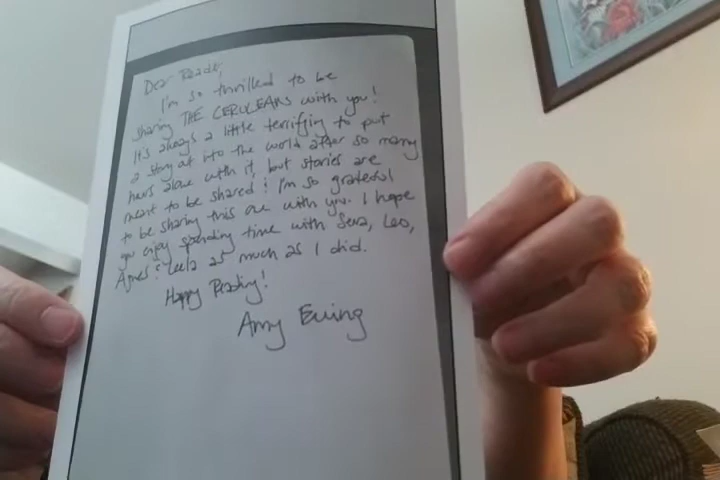 Dear Reader,
I'm so thrilled to be
sharing THE CERULEANS with you!
It's always a little terrifying to put
a story out into the world after so many
hours alone with it, but stories are
meant to be shared! I'm so grateful
to be sharing this one with you. I hope
you enjoy spending time with Sera, Leo,
Agnes & Leela as much as I did.
Happy Reading!
Amy Ewing